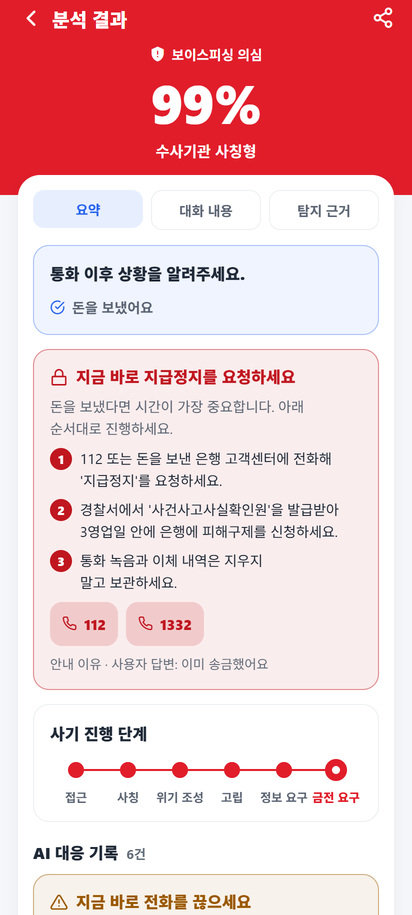 분석 결과
보이스피싱 의심
99%
수사기관 사칭형
요약
대화 내용
탐지 근거
통화 이후 상황을 알려주세요.
돈을 보냈어요
지금 바로 지급정지를 요청하세요
돈을 보냈다면 시간이 가장 중요합니다. 아래
순서대로 진행하세요.
1 112 또는 돈을 보낸 은행 고객센터에 전화해
'지급정지'를 요청하세요.
2 경찰서에서 '사건사고사실확인원'을 발급받아
3영업일 안에 은행에 피해구제를 신청하세요.
3 통화 녹음과 이체 내역은 지우지
말고 보관하세요.
112
1332
안내 이유 · 사용자 답변: 이미 송금했어요
사기 진행 단계
접근
사칭
위기 조성
고립
정보 요구
금전 요구
AI 대응 기록 6건
지금 바로 전화를 끊으세요